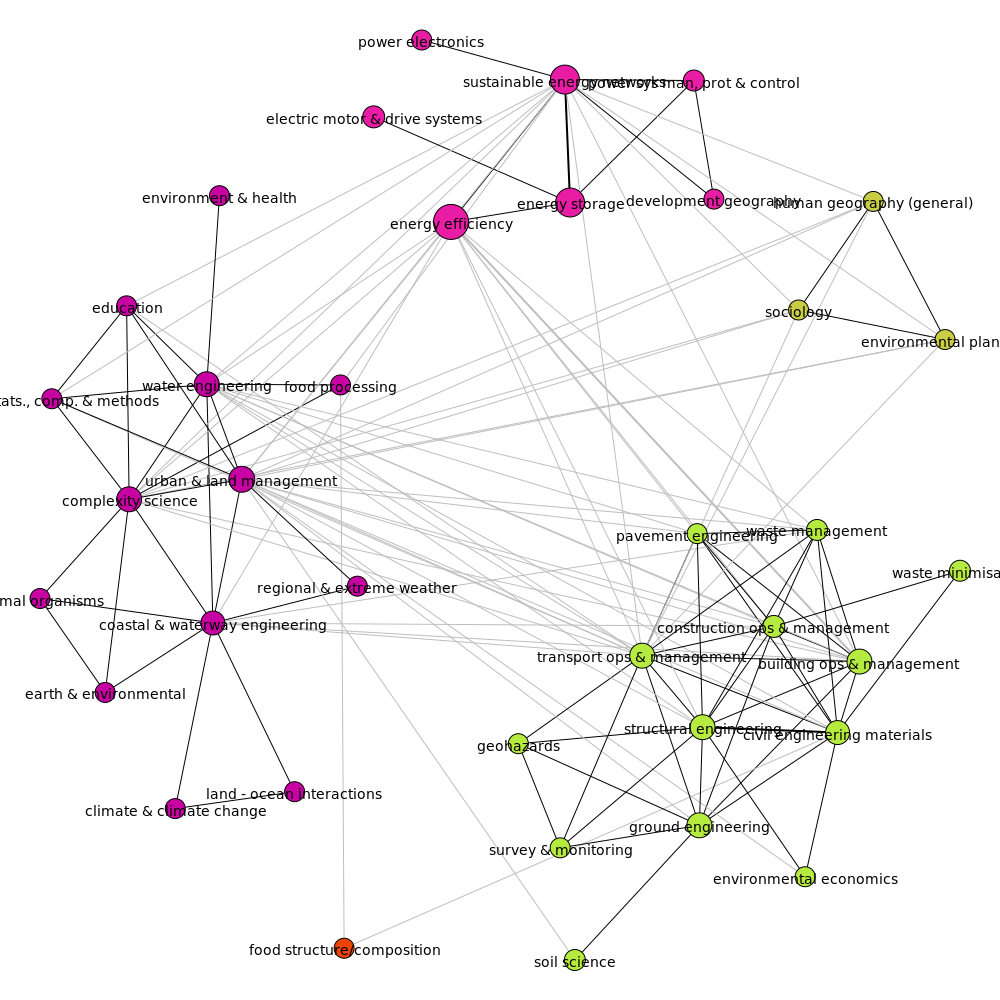 power electronics
sustainable energy networks
power sys man, prot & control
electric motor & drive systems
environment & health
energy storage
development geography
human geography (general)
energy efficiency
education
sociology
environmental plan
water engineering
food processing
tats., comp. & methods
urban & land management
complexity science
pavement engineering
waste management
waste minimisa
regional & extreme weather
mal organisms
coastal & waterway engineering
construction ops & management
transport ops & management
building ops & management
earth & environmental
structural engineering
civil engineering materials
geohazards
land - ocean interactions
climate & climate change
ground engineering
survey & monitoring
environmental economics
food structure/composition
soil science